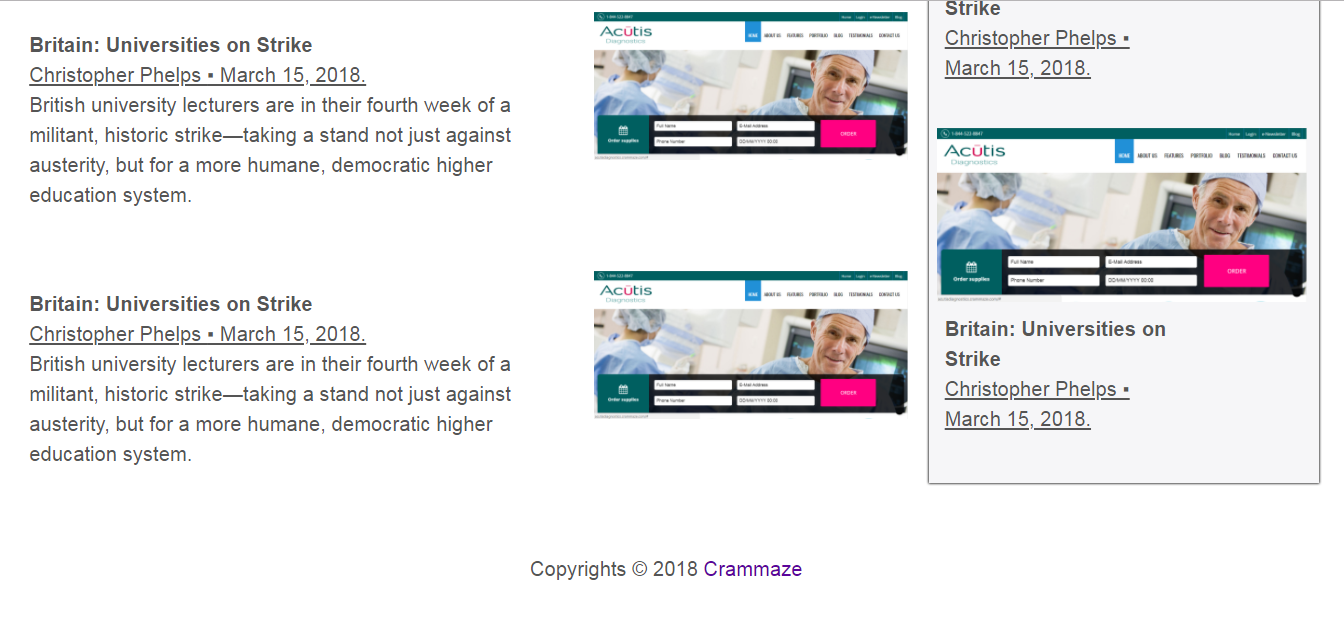 Britain: Universities on Strike
Christopher Phelps ▪ March 15, 2018.
British university lecturers are in their fourth week of a
militant, historic strike—taking a stand not just against
austerity, but for a more humane, democratic higher
education system.
1-844-522-8847
Home Login e-Newsletter Blog
Acūtis
Diagnostics
HOME ABOUT US FEATURES PORTFOLIO BLOG TESTIMONIALS CONTACT US
Order supplies
Full Name
E-Mail Address
Phone Number
DD/MM/YYYY 00:00
ORDER
Britain: Universities on Strike
Christopher Phelps ▪ March 15, 2018.
British university lecturers are in their fourth week of a
militant, historic strike—taking a stand not just against
austerity, but for a more humane, democratic higher
education system.
1-844-522-8847
Home Login e-Newsletter Blog
Acūtis
Diagnostics
HOME ABOUT US FEATURES PORTFOLIO BLOG TESTIMONIALS CONTACT US
Order supplies
Full Name
E-Mail Address
Phone Number
DD/MM/YYYY 00:00
ORDER
Strike
Christopher Phelps ▪
March 15, 2018.
1-844-522-8847
Home Login e-Newsletter Blog
Acūtis
Diagnostics
HOME ABOUT US FEATURES PORTFOLIO BLOG TESTIMONIALS CONTACT US
Order supplies
Full Name
E-Mail Address
Phone Number
DD/MM/YYYY 00:00
ORDER
Britain: Universities on
Strike
Christopher Phelps ▪
March 15, 2018.
Copyrights © 2018 Crammaze